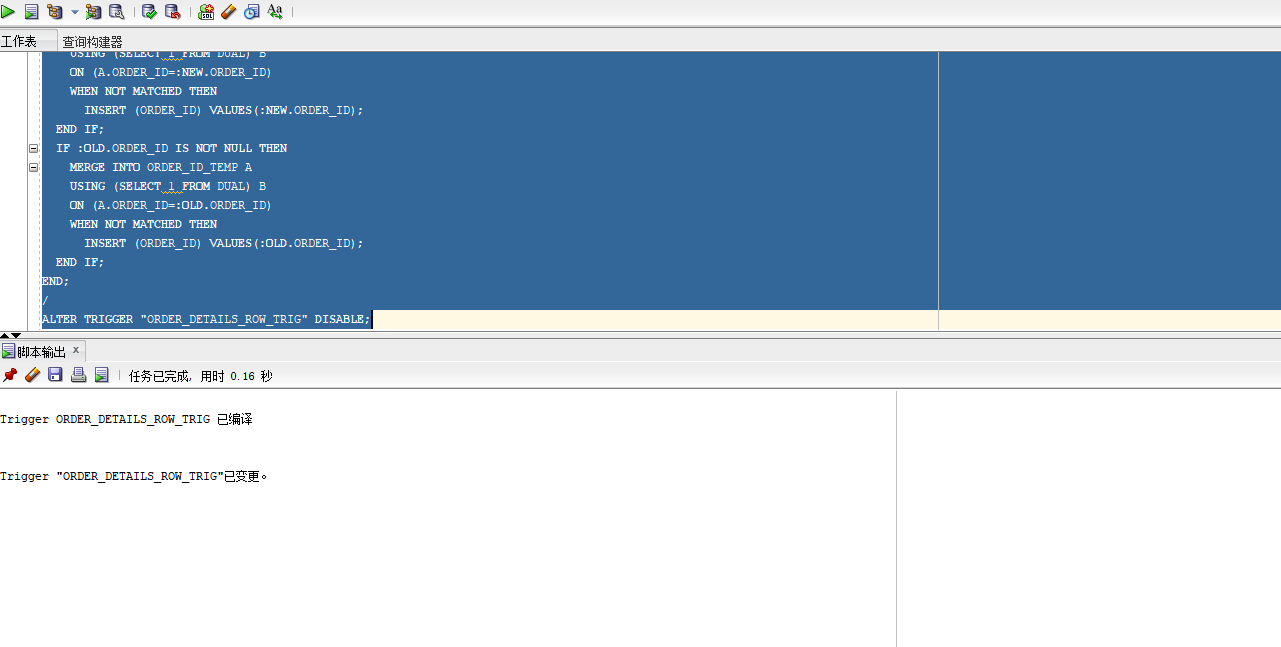 工作表 查询构建器
USING (SELECT 1 FROM DUAL) B
ON (A.ORDER_ID=:NEW.ORDER_ID)
WHEN NOT MATCHED THEN
INSERT (ORDER_ID) VALUES(:NEW.ORDER_ID);
END IF;
IF :OLD.ORDER_ID IS NOT NULL THEN
MERGE INTO ORDER_ID_TEMP A
USING (SELECT 1 FROM DUAL) B
ON (A.ORDER_ID=:OLD.ORDER_ID)
WHEN NOT MATCHED THEN
INSERT (ORDER_ID) VALUES(:OLD.ORDER_ID);
END IF;
END;
/
ALTER TRIGGER "ORDER_DETAILS_ROW_TRIG" DISABLE;
脚本输出 x
任务已完成, 用时 0.16 秒
Trigger ORDER_DETAILS_ROW_TRIG 已编译
Trigger "ORDER_DETAILS_ROW_TRIG"已变更。